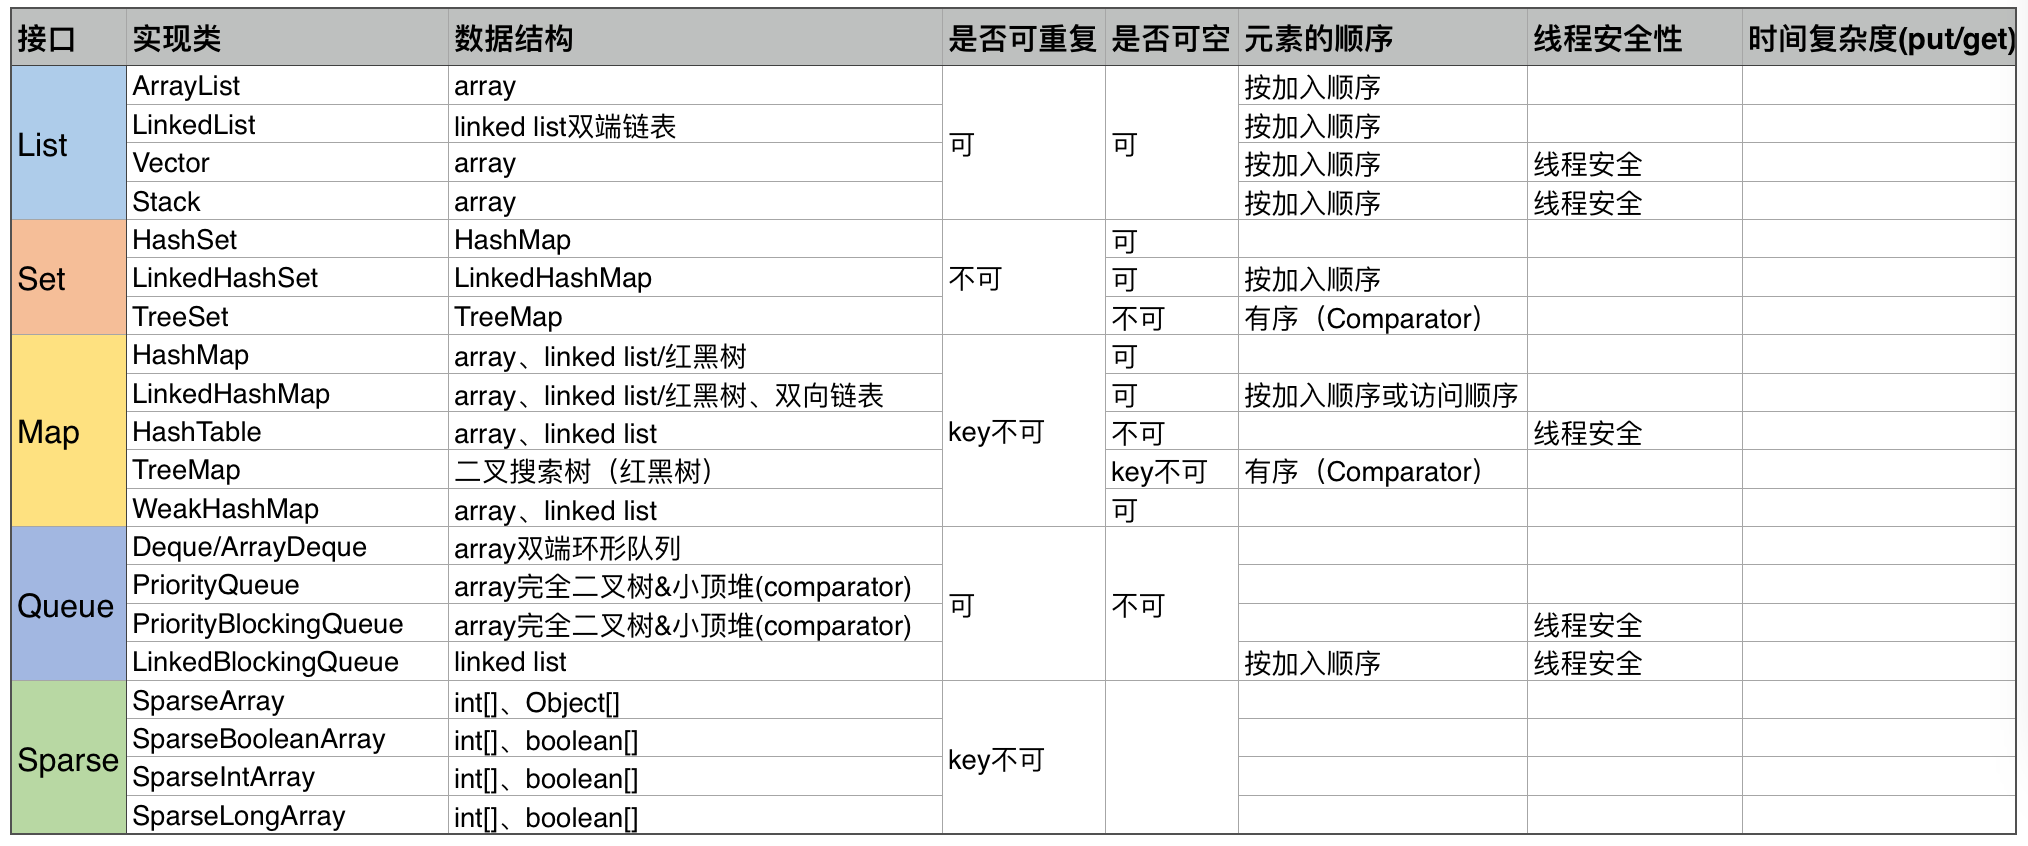 接口 实现类 数据结构 是否可重复 是否可空 元素的顺序 线程安全性 时间复杂度(put/get)
List 可 可
ArrayList array 按加入顺序
LinkedList linked list双端链表 按加入顺序
Vector array 按加入顺序 线程安全
Stack array 按加入顺序 线程安全
Set 不可
HashSet HashMap 可
LinkedHashSet LinkedHashMap 可 按加入顺序
TreeSet TreeMap 不可 有序（Comparator）
Map key不可
HashMap array、linked list/红黑树 可
LinkedHashMap array、linked list/红黑树、双向链表 可 按加入顺序或访问顺序
HashTable array、linked list 不可 线程安全
TreeMap 二叉搜索树（红黑树） key不可 有序（Comparator）
WeakHashMap array、linked list 可
Queue 可 不可
Deque/ArrayDeque array双端环形队列
PriorityQueue array完全二叉树&小顶堆(comparator)
PriorityBlockingQueue array完全二叉树&小顶堆(comparator) 线程安全
LinkedBlockingQueue linked list 按加入顺序 线程安全
Sparse key不可
SparseArray int[]、Object[]
SparseBooleanArray int[]、boolean[]
SparseIntArray int[]、boolean[]
SparseLongArray int[]、boolean[]